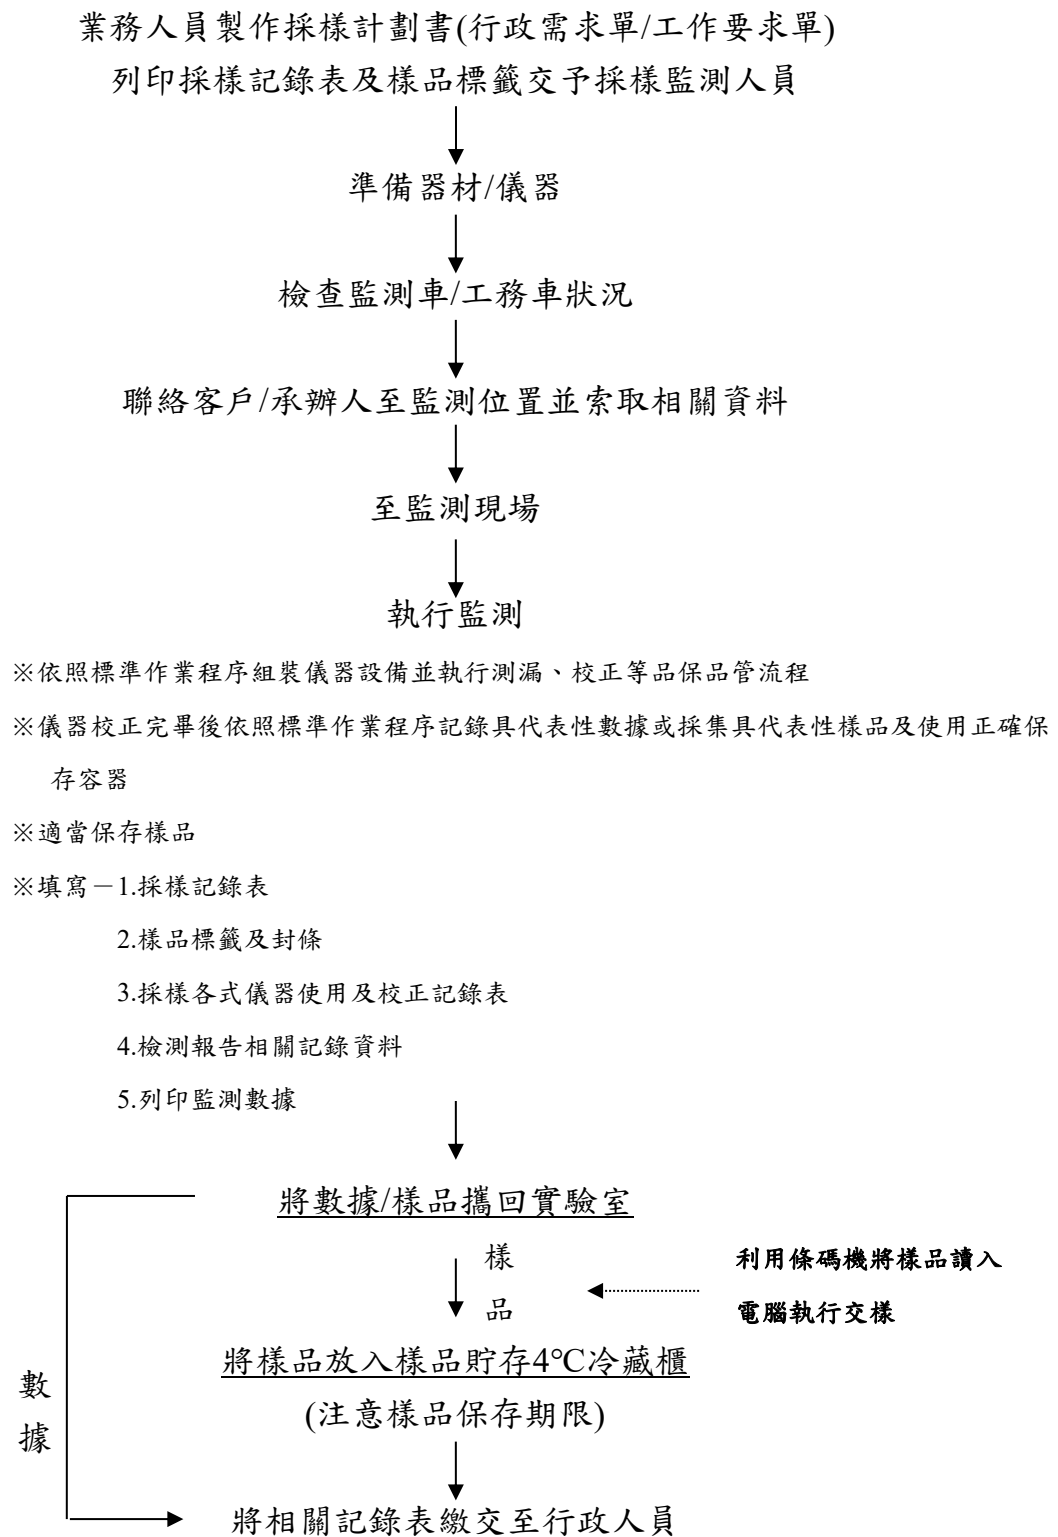 業務人員製作採樣計劃書(行政需求單/工作要求單)
列印採樣記錄表及樣品標籤交予採樣監測人員
準備器材/儀器
檢查監測車/工務車狀況
聯絡客戶/承辦人至監測位置並索取相關資料
至監測現場
執行監測
※依照標準作業程序組裝儀器設備並執行測漏、校正等品保品管流程
※儀器校正完畢後依照標準作業程序記錄具代表性數據或採集具代表性樣品及使用正確保
存容器
※適當保存樣品
※填寫－1.採樣記錄表
2.樣品標籤及封條
3.採樣各式儀器使用及校正記錄表
4.檢測報告相關記錄資料
5.列印監測數據
將數據/樣品攜回實驗室
樣
品
利用條碼機將樣品讀入
電腦執行交樣
將樣品放入樣品貯存4℃冷藏櫃
(注意樣品保存期限)
數
據
將相關記錄表繳交至行政人員